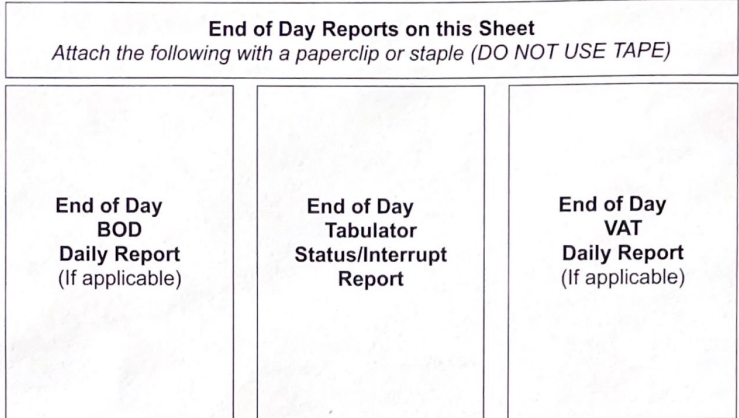 End of Day Reports on this Sheet
Attach the following with a paperclip or staple (DO NOT USE TAPE)
End of Day
BOD
Daily Report
(If applicable)
End of Day
Tabulator
Status/Interrupt
Report
End of Day
VAT
Daily Report
(If applicable)